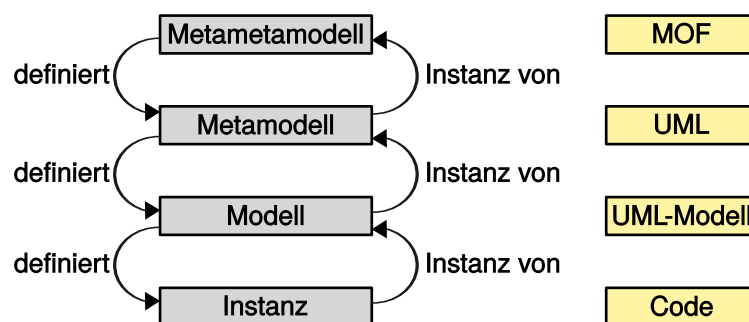 Metametamodell
MOF
definiert
Instanz von
Metamodell
UML
definiert
Instanz von
Modell
UML-Modell
definiert
Instanz von
Instanz
Code